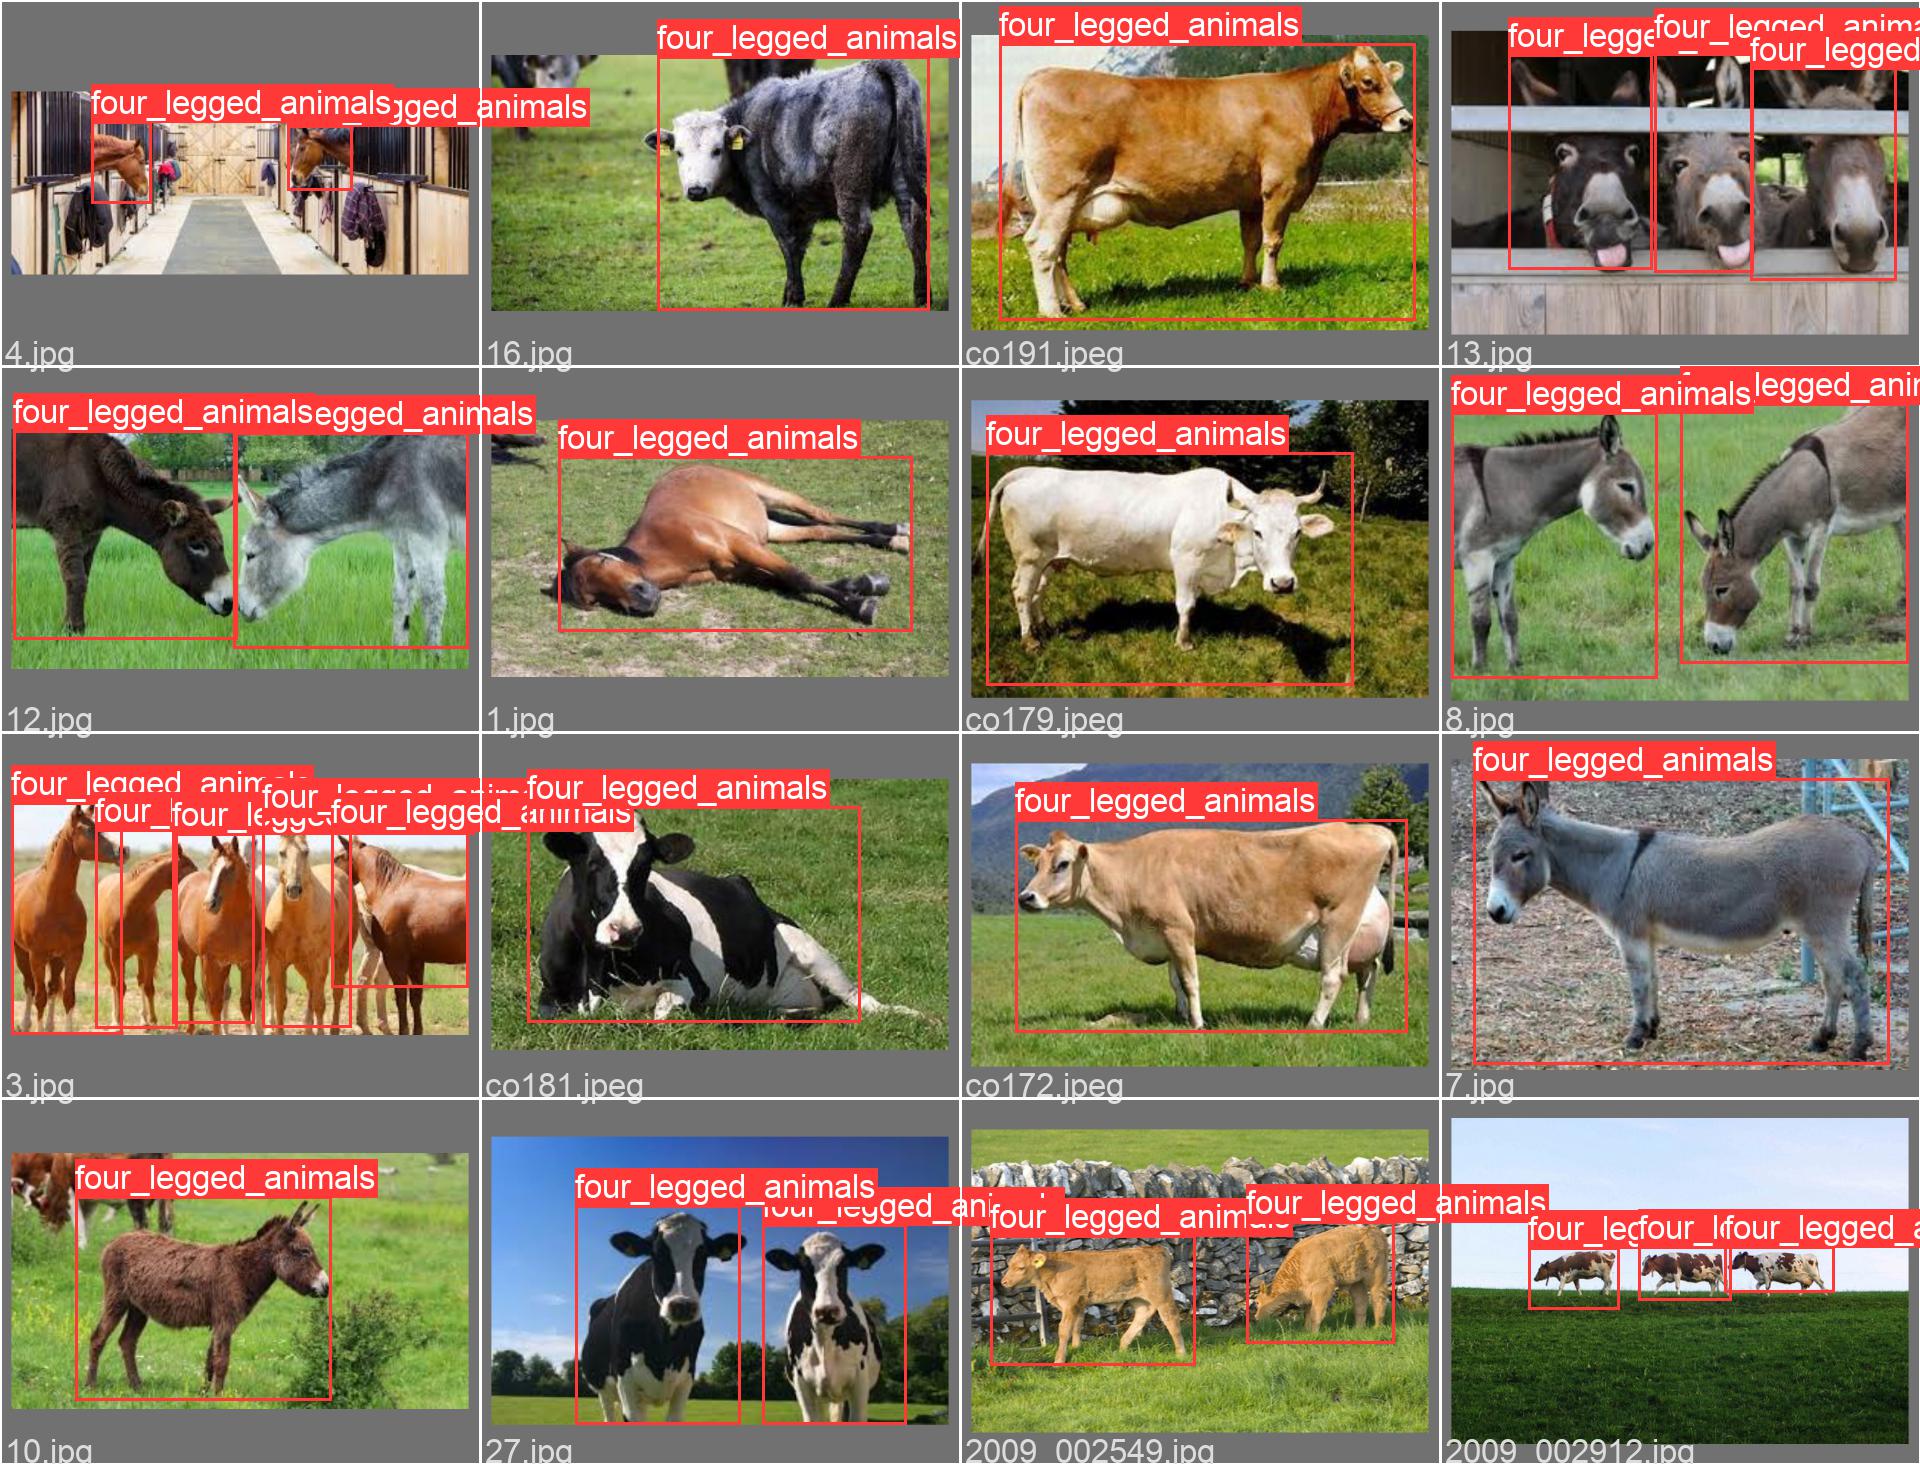 four_legged_animals
gged_animals
4.jpg
four_legged_animals
16.jpg
four_legged_animals
co191.jpeg
four_legge
four_legged_anima
four_legged
13.jpg
four_legged_animals
egged_animals
12.jpg
four_legged_animals
1.jpg
four_legged_animals
co179.jpeg
four_legged_animals
legged_anir
8.jpg
four_legged_animals
four_
four_legge
four_legged_anim
four_legged_animals
3.jpg
four_legged_animals
co181.jpeg
four_legged_animals
co172.jpeg
four_legged_animals
7.jpg
four_legged_animals
10.jpg
four_legged_animals
four_legged_ani
27.jpg
four_legged_animals
four_legged_animals
2009_002549.jpg
four_leg
four_l
four_legged_a
2009_002912.jpg